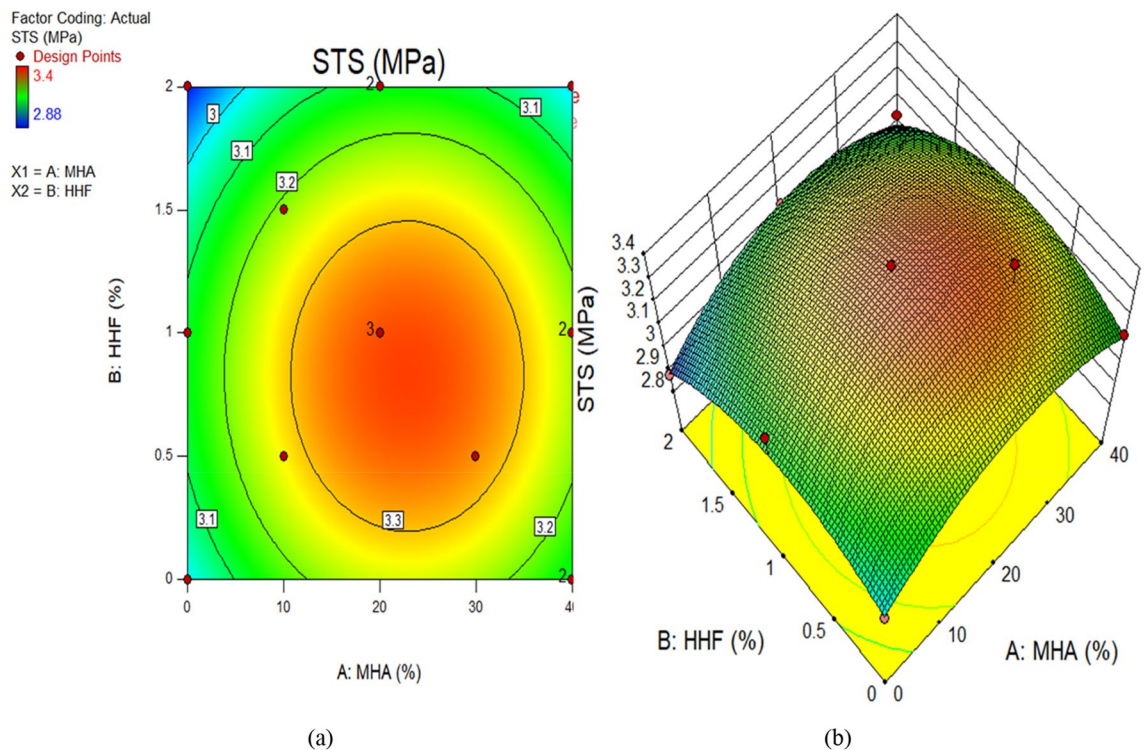 Factor Coding: Actual
STS (MPa)
Design Points
3.4
2.88
X1 = A: MHA
X2 = B: HHF
STS (MPa)
2
1.5
1
0.5
0
B: HHF (%)
0
10
20
30
40
A: MHA (%)
3
3.1
3.2
3.1
3.1
3.3
3.2
2
3
2
2
e
e
STS (MPa)
3.4
3.3
3.2
3.1
3
2.9
2.8
2
1.5
1
0.5
0
0
10
20
30
40
B: HHF (%)
A: MHA (%)
(a)
(b)